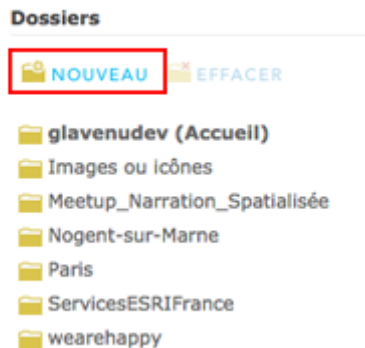 Dossiers
NOUVEAU EFFACER
glavenudev (Accueil)
Images ou icônes
Meetup_Narration_Spatialisée
Nogent-sur-Marne
Paris
ServicesESRIFrance
wearehappy